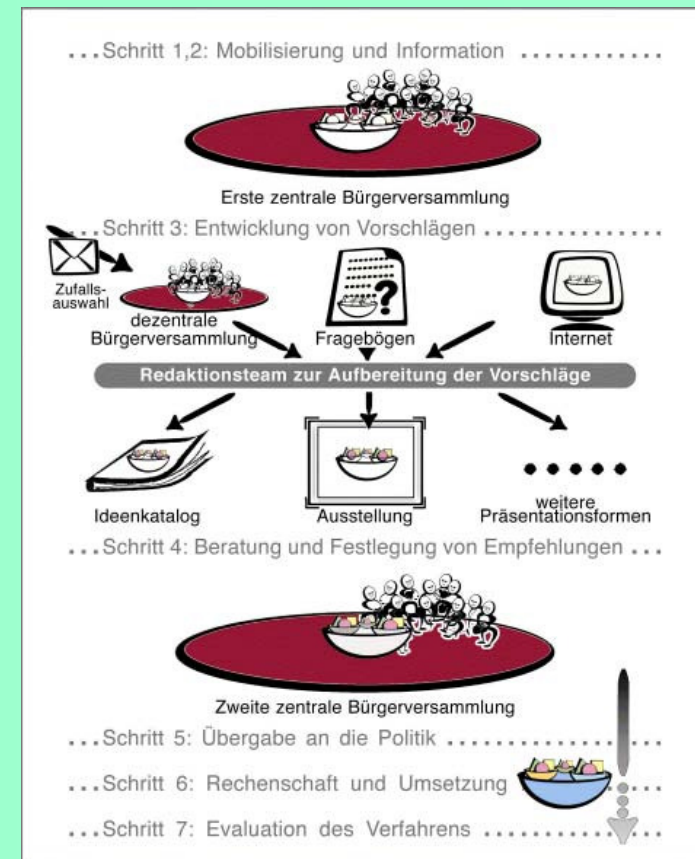 ...Schritt 1,2: Mobilisierung und Information ............
Erste zentrale Bürgerversammlung
...Schritt 3: Entwicklung von Vorschlägen ...............
Zufalls-
auswahl
dezentrale
Bürgerversammlung
Fragebögen
Internet
Redaktionsteam zur Aufbereitung der Vorschläge
Ideenkatalog
Ausstellung
weitere
Präsentationsformen
...Schritt 4: Beratung und Festlegung von Empfehlungen ...
Zweite zentrale Bürgerversammlung
...Schritt 5: Übergabe an die Politik ..................
...Schritt 6: Rechenschaft und Umsetzung ...
...Schritt 7: Evaluation des Verfahrens ...............